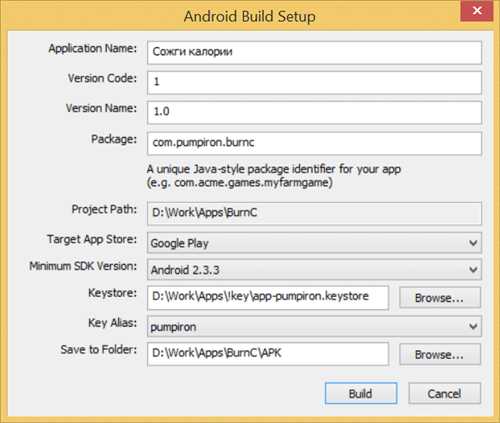 Android Build Setup
Application Name: Сожги калории
Version Code: 1
Version Name: 1.0
Package: com.pumpiron.burnc
A unique Java-style package identifier for your app
(e.g. com.acme.games.myfarmgame)
Project Path: D:\Work\Apps\BurnC
Target App Store: Google Play
Minimum SDK Version: Android 2.3.3
Keystore: D:\Work\Apps\!key\app-pumpiron.keystore Browse...
Key Alias: pumpiron
Save to Folder: D:\Work\Apps\BurnC\APK Browse...
Build Cancel